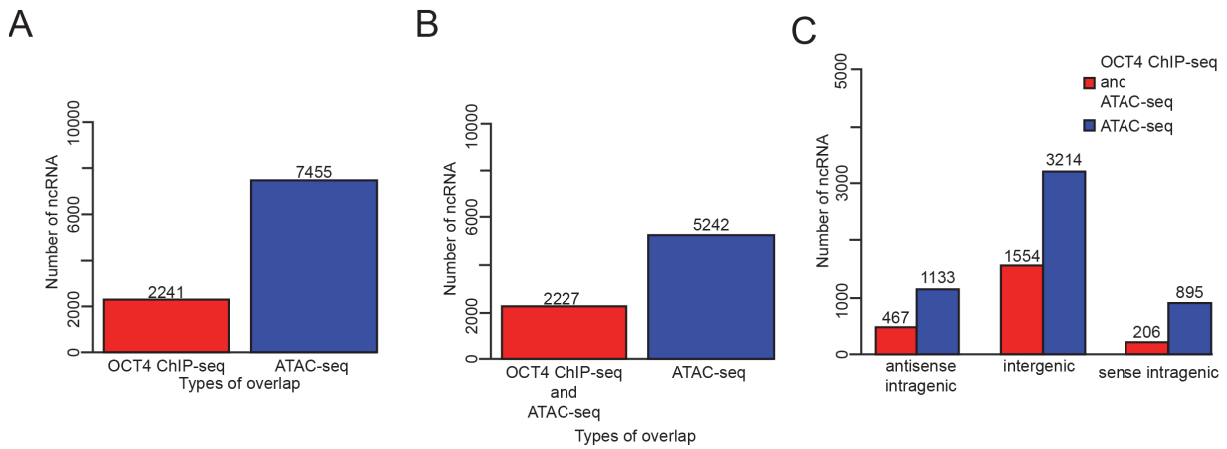 A
Number of ncRNA
10000
6000
2000
0
2241
7455
OCT4 ChIP-seq
ATAC-seq
Types of overlap
B
Number of ncRNA
10000
6000
2000
0
2227
5242
OCT4 ChIP-seq
and
ATAC-seq
ATAC-seq
Types of overlap
C
Number of ncRNA
5000
3000
1000
0
OCT4 ChIP-seq
and
ATAC-seq
ATAC-seq
467
1133
1554
3214
206
895
antisense
intragenic
intergenic
sense intragenic